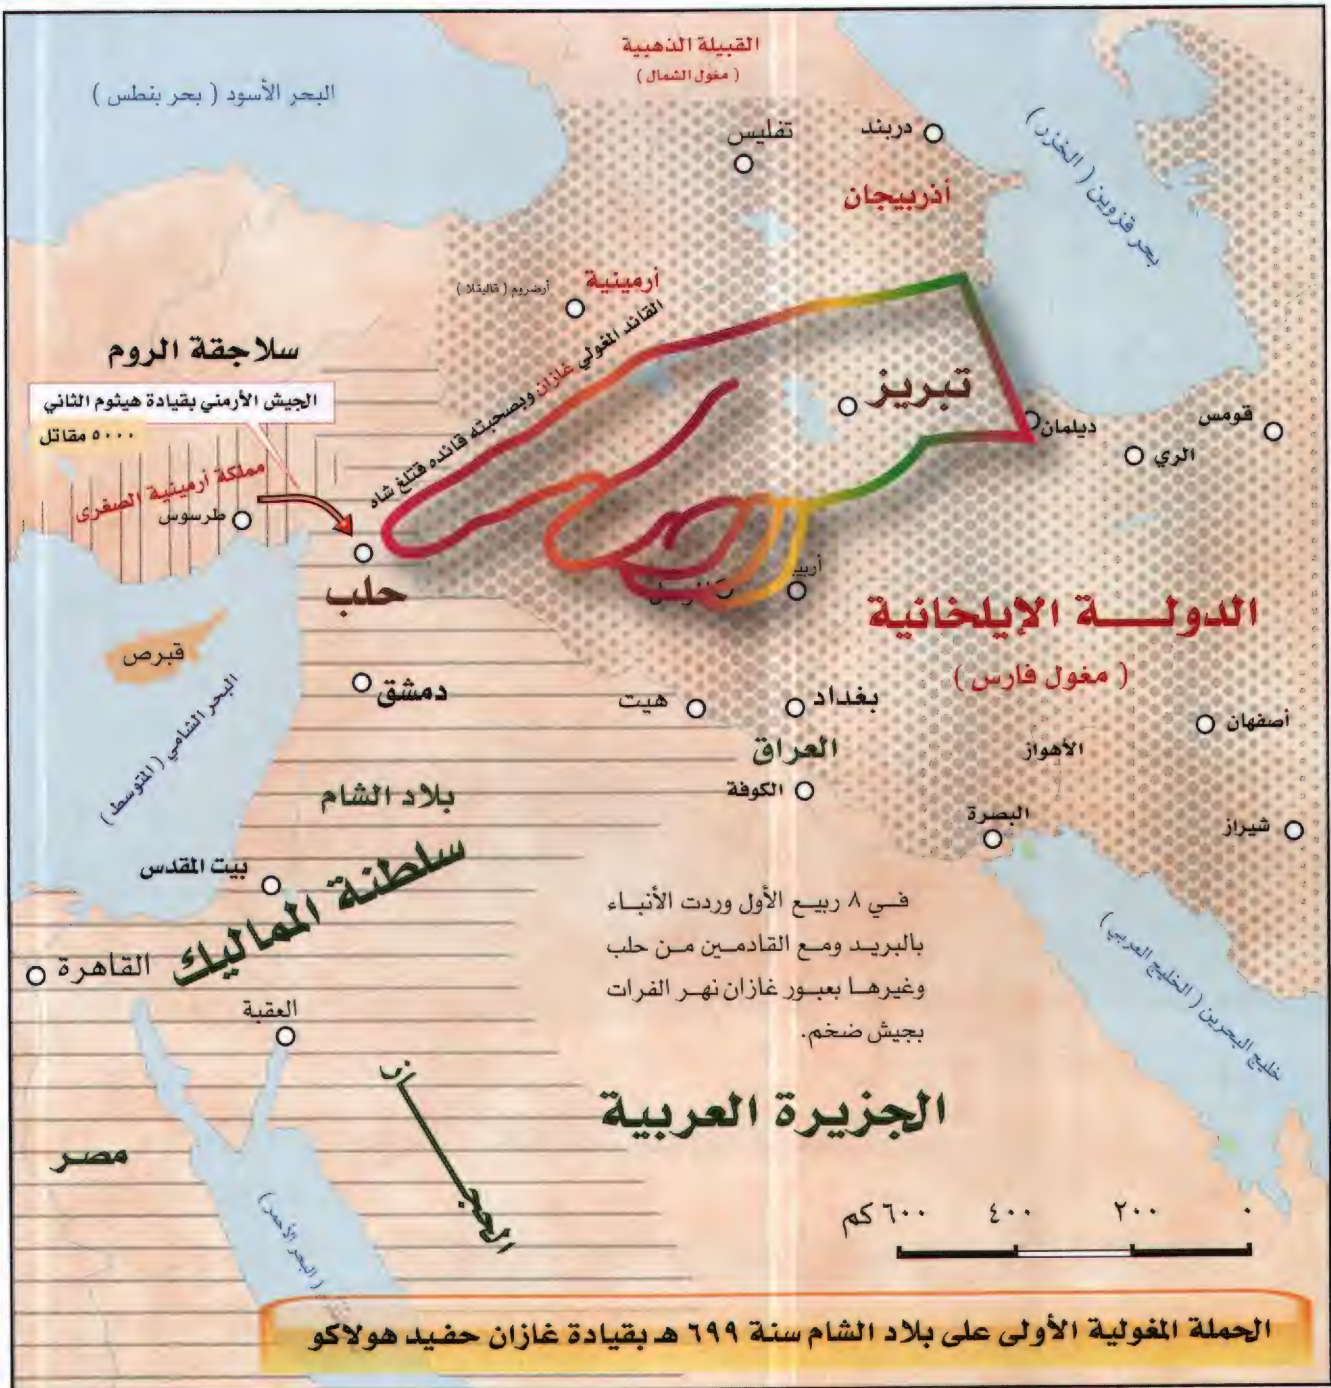 القبيلة الذهبية
( مغول الشمال )
البحر الأسود ( بحر بنطس )
تفليس
دربند
بحر قزوين ( الخزر )
أذربيجان
أرمينية
أرضروم ( قاليقلا )
القائد المغولي غازان وبصحبته قائده قتلغ شاه
سلاجقة الروم
الجيش الأرمني بقيادة هيثوم الثاني
٥٠٠٠ مقاتل
مملكة أرمينية الصغرى
طرسوس
تبريز
ديلمان
الري
قومس
حلب
أربيـ
الدولـــة الإيلخانية
( مغول فارس )
قبرص
البحر الشامي ( المتوسط )
دمشق
هيت
بغداد
العراق
الكوفة
الأهواز
أصفهان
البصرة
شيراز
بلاد الشام
سلطنة المماليك
بيت المقدس
القاهرة
العقبة
في ٨ ربيع الأول وردت الأنباء
بالبريد ومع القادمين من حلب
وغيرها بعبور غازان نهر الفرات
بجيش ضخم.
خليج البحرين ( الخليج العربي )
الجزيرة العربية
الحجاز
مصر
( البحر الأحمر )
٠ ٢٠٠ ٤٠٠ ٦٠٠ كم
الحملة المغولية الأولى على بلاد الشام سنة ٦٩٩ هـ بقيادة غازان حفيد هولاكو